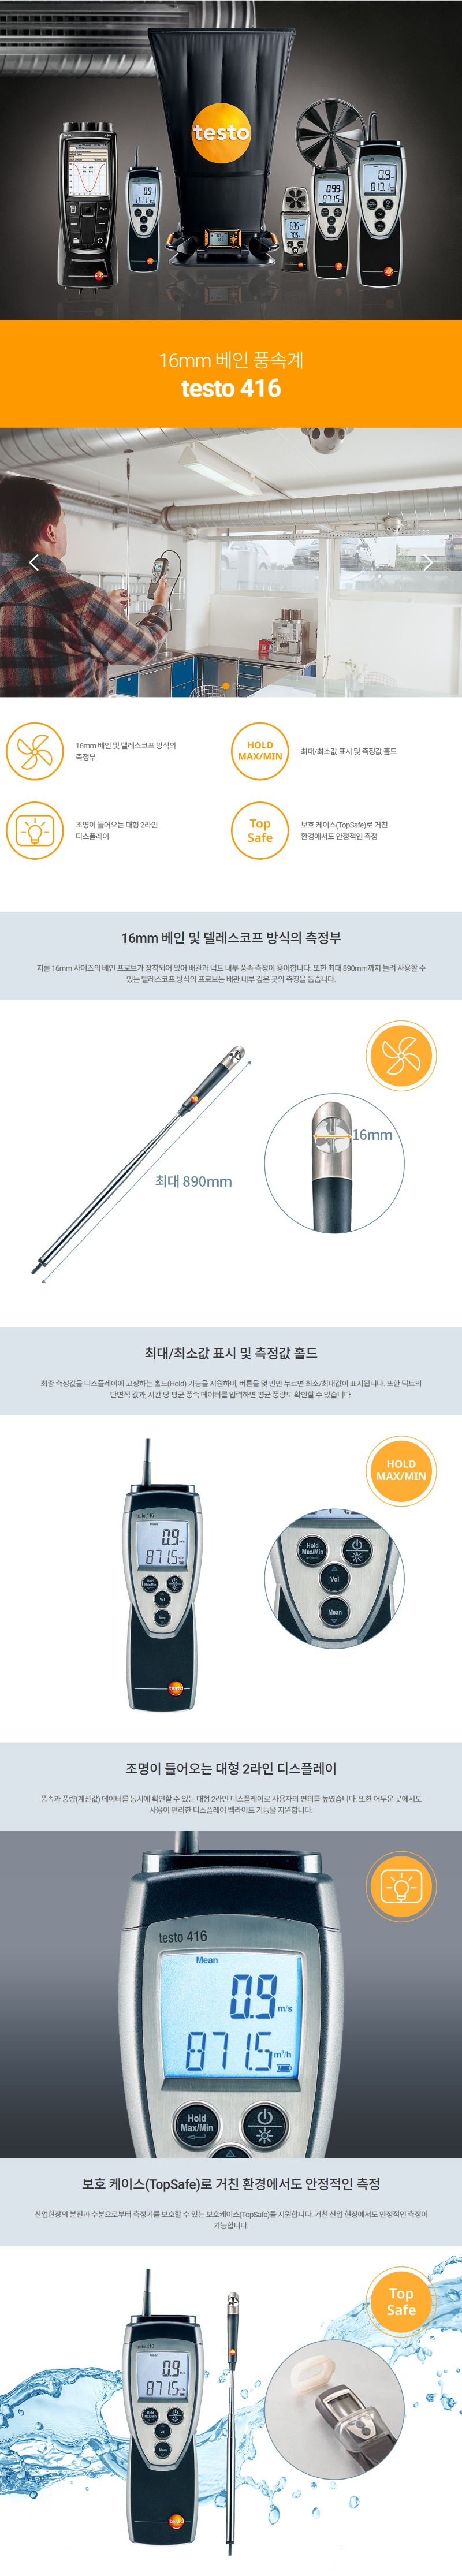 testo
16mm 베인 풍속계
testo 416
16mm 베인 및 텔레스코프 방식의
측정부
HOLD
MAX/MIN
최대/최소값 표시 및 측정값 홀드
조명이 들어오는 대형 2라인
디스플레이
Top
Safe
보호 케이스(TopSafe)로 거친
환경에서도 안정적인 측정
16mm 베인 및 텔레스코프 방식의 측정부
지름 16mm 사이즈의 베인 프로브가 장착되어 있어 배관과 덕트 내부 풍속 측정이 용이합니다. 또한 최대 890mm까지 늘려 사용할 수
있는 텔레스코프 방식의 프로브는 배관 내부 깊은 곳의 측정을 돕습니다.
16mm
최대 890mm
최대/최소값 표시 및 측정값 홀드
최종 측정값을 디스플레이에 고정하는 홀드(Hold) 기능을 지원하며, 버튼을 몇 번만 누르면 최소/최대값이 표시됩니다. 또한 덕트의
단면적 값과, 시간 당 평균 풍속 데이터를 입력하면 평균 풍량도 확인할 수 있습니다.
HOLD
MAX/MIN
testo 416
0.9
871.5
Hold
Max/Min
Vol
Mean
testo
Hold
Max/Min
Vol
Mean
조명이 들어오는 대형 2라인 디스플레이
풍속과 풍량(계산값) 데이터를 동시에 확인할 수 있는 대형 2라인 디스플레이로 사용자의 편의를 높였습니다. 또한 어두운 곳에서도
사용이 편리한 디스플레이 백라이트 기능을 지원합니다.
testo 416
Mean
0.9 m/s
871.5 m³/h
Hold
Max/Min
보호 케이스(TopSafe)로 거친 환경에서도 안정적인 측정
산업현장의 분진과 수분으로부터 측정기를 보호할 수 있는 보호케이스(TopSafe)를 지원합니다. 거친 산업 현장에서도 안정적인 측정이
가능합니다.
Top
Safe
testo 416
0.9
871.5
Hold
Max/Min
Vol
Mean
testo